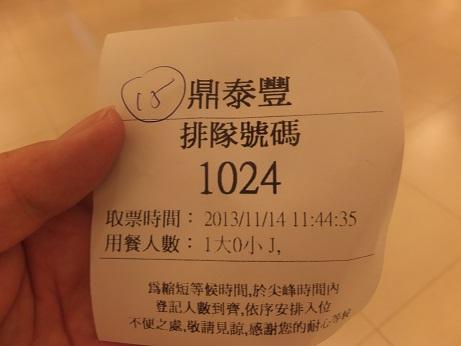 15 鼎泰豐
排隊號碼
1024
取票時間： 2013/11/14 11:44:35
用餐人數： 1大0小 J,
為縮短等候時間,於尖峰時間內
登記人數到齊,依序安排入位
不便之處,敬請見諒,感謝您的耐心等候